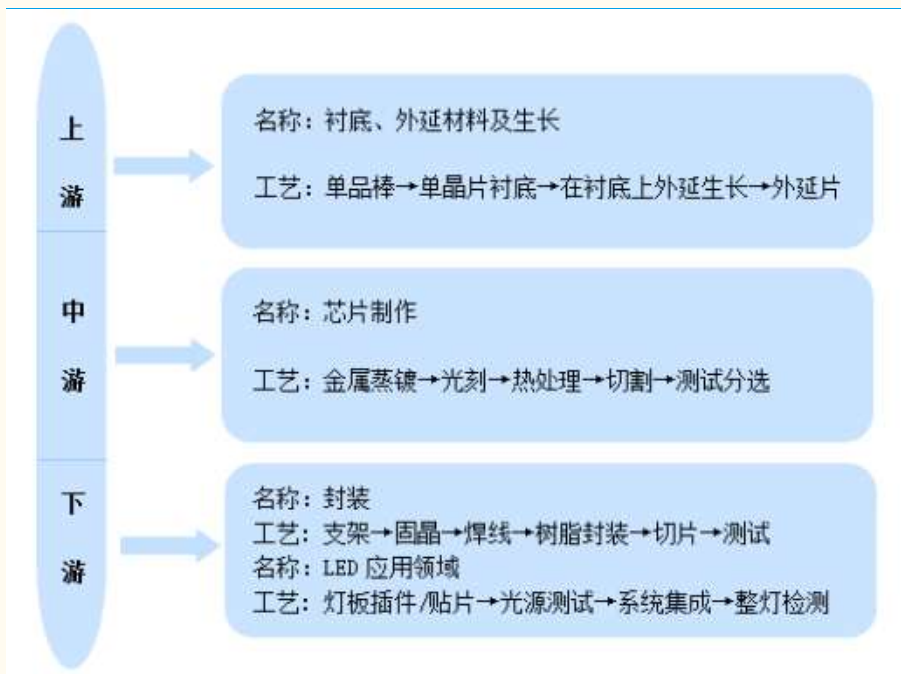 上游
名称：衬底、外延材料及生长
工艺：单品棒→单晶片衬底→在衬底上外延生长→外延片
中游
名称：芯片制作
工艺：金属蒸镀→光刻→热处理→切割→测试分选
下游
名称：封装
工艺：支架→固晶→焊线→树脂封装→切片→测试
名称：LED 应用领域
工艺：灯板插件/贴片→光源测试→系统集成→整灯检测